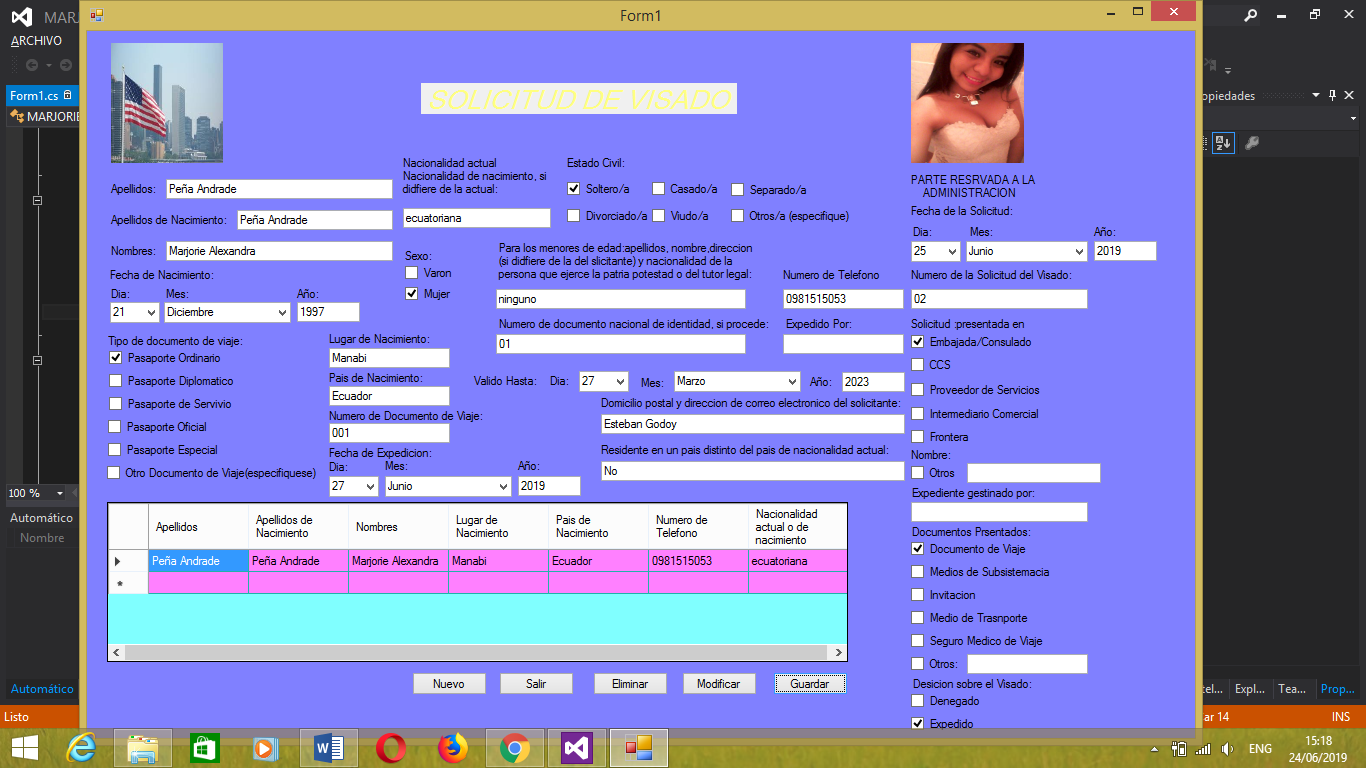 MARJ
Form1
ARCHIVO
Form1.cs
MARJORIE
opiedades
SOLICITUD DE VISADO
Apellidos: Peña Andrade
Apellidos de Nacimiento: Peña Andrade
Nombres: Marjorie Alexandra
Fecha de Nacimiento:
Dia: Mes: Año:
21 Diciembre 1997
Nacionalidad actual
Nacionalidad de nacimiento, si
didfiere de la actual:
ecuatoriana
Estado Civil:
Soltero/a Casado/a Separado/a
Divorciado/a Viudo/a Otros/a (especifique)
Sexo:
Varon
Mujer
Para los menores de edad:apellidos, nombre,direccion
(si didfiere de la del slicitante) y nacionalidad de la
persona que ejerce la patria potestad o del tutor legal:
ninguno
Numero de Telefono
0981515053
Numero de documento nacional de identidad, si procede:
01
Expedido Por:
Tipo de documento de viaje:
Pasaporte Ordinario
Pasaporte Diplomatico
Pasaporte de Servivio
Pasaporte Oficial
Pasaporte Especial
Otro Documento de Viaje(especifiquese)
Lugar de Nacimiento:
Manabi
Pais de Nacimiento:
Ecuador
Numero de Documento de Viaje:
001
Fecha de Expedicion:
Dia: Mes: Año:
27 Junio 2019
Valido Hasta: Dia: 27 Mes: Marzo Año: 2023
Domicilio postal y direccion de correo electronico del solicitante:
Esteban Godoy
Residente en un pais distinto del pais de nacionalidad actual:
No
PARTE RESRVADA A LA
ADMINISTRACION
Fecha de la Solicitud:
Dia: Mes: Año:
25 Junio 2019
Numero de la Solicitud del Visado:
02
Solicitud :presentada en
Embajada/Consulado
CCS
Proveedor de Servicios
Intermediario Comercial
Frontera
Nombre:
Otros
Expediente gestinado por:
Documentos Prsentados:
Documento de Viaje
Medios de Subsistemacia
Invitacion
Medio de Trasnporte
Seguro Medico de Viaje
Otros:
Desicion sobre el Visado:
Denegado
Expedido
Apellidos Apellidos de Nacimiento Nombres Lugar de Nacimiento Pais de Nacimiento Numero de Telefono Nacionalidad actual o de nacimiento
Peña Andrade Peña Andrade Marjorie Alexandra Manabi Ecuador 0981515053 ecuatoriana
Nuevo Salir Eliminar Modificar Guardar
100 %
Automático
Nombre
Automático
tel... Expl... Tea... Prop...
Listo
ar 14 INS
ENG
15:18
24/06/2019